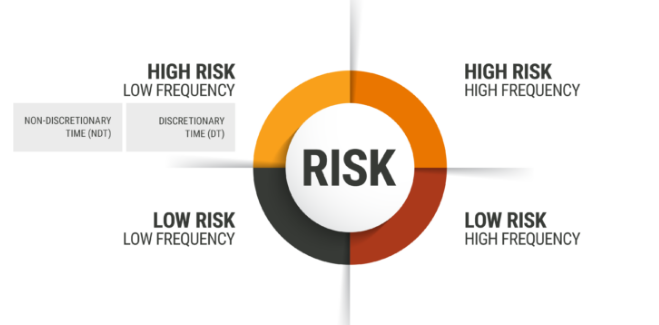 HIGH RISK
LOW FREQUENCY
NON-DISCRETIONARY
TIME (NDT)
DISCRETIONARY
TIME (DT)
HIGH RISK
HIGH FREQUENCY
RISK
LOW RISK
LOW FREQUENCY
LOW RISK
HIGH FREQUENCY